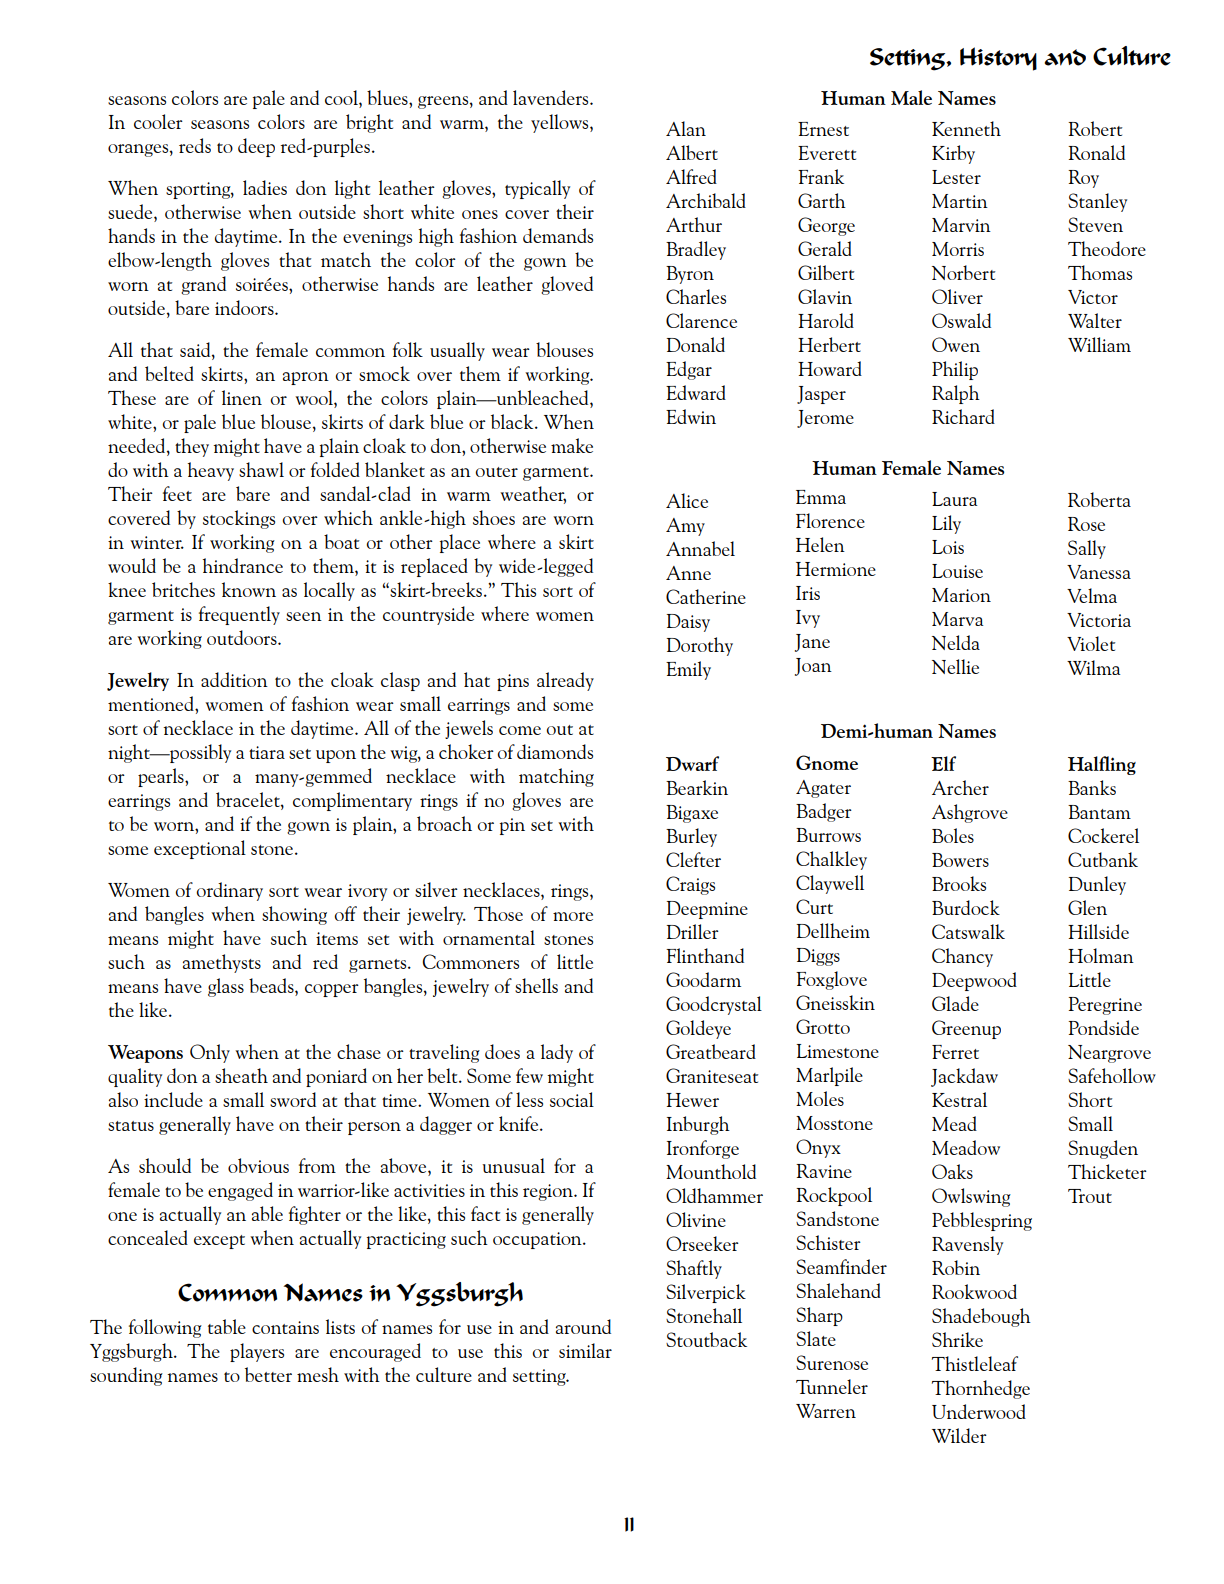 Setting, History and Culture
seasons colors are pale and cool, blues, greens, and lavenders.
In cooler seasons colors are bright and warm, the yellows,
oranges, reds to deep red-purples.
When sporting, ladies don light leather gloves, typically of
suede, otherwise when outside short white ones cover their
hands in the daytime. In the evenings high fashion demands
elbow-length gloves that match the color of the gown be
worn at grand soirées, otherwise hands are leather gloved
outside, bare indoors.
All that said, the female common folk usually wear blouses
and belted skirts, an apron or smock over them if working.
These are of linen or wool, the colors plain—unbleached,
white, or pale blue blouse, skirts of dark blue or black. When
needed, they might have a plain cloak to don, otherwise make
do with a heavy shawl or folded blanket as an outer garment.
Their feet are bare and sandal-clad in warm weather, or
covered by stockings over which ankle-high shoes are worn
in winter. If working on a boat or other place where a skirt
would be a hindrance to them, it is replaced by wide-legged
knee britches known as locally as “skirt-breeks.” This sort of
garment is frequently seen in the countryside where women
are working outdoors.
Jewelry In addition to the cloak clasp and hat pins already
mentioned, women of fashion wear small earrings and some
sort of necklace in the daytime. All of the jewels come out at
night—possibly a tiara set upon the wig, a choker of diamonds
or pearls, or a many-gemmed necklace with matching
earrings and bracelet, complimentary rings if no gloves are
to be worn, and if the gown is plain, a broach or pin set with
some exceptional stone.
Women of ordinary sort wear ivory or silver necklaces, rings,
and bangles when showing off their jewelry. Those of more
means might have such items set with ornamental stones
such as amethysts and red garnets. Commoners of little
means have glass beads, copper bangles, jewelry of shells and
the like.
Weapons Only when at the chase or traveling does a lady of
quality don a sheath and poniard on her belt. Some few might
also include a small sword at that time. Women of less social
status generally have on their person a dagger or knife.
As should be obvious from the above, it is unusual for a
female to be engaged in warrior-like activities in this region. If
one is actually an able fighter or the like, this fact is generally
concealed except when actually practicing such occupation.
Common Names in Yggsburgh
The following table contains lists of names for use in and around
Yggsburgh. The players are encouraged to use this or similar
sounding names to better mesh with the culture and setting.
Human Male Names
Alan
Albert
Alfred
Archibald
Arthur
Bradley
Byron
Charles
Clarence
Donald
Edgar
Edward
Edwin
Ernest
Everett
Frank
Garth
George
Gerald
Gilbert
Glavin
Harold
Herbert
Howard
Jasper
Jerome
Kenneth
Kirby
Lester
Martin
Marvin
Morris
Norbert
Oliver
Oswald
Owen
Philip
Ralph
Richard
Robert
Ronald
Roy
Stanley
Steven
Theodore
Thomas
Victor
Walter
William
Human Female Names
Alice
Amy
Annabel
Anne
Catherine
Daisy
Dorothy
Emily
Emma
Florence
Helen
Hermione
Iris
Ivy
Jane
Joan
Laura
Lily
Lois
Louise
Marion
Marva
Nelda
Nellie
Roberta
Rose
Sally
Vanessa
Velma
Victoria
Violet
Wilma
Demi-human Names
Dwarf
Bearkin
Bigaxe
Burley
Clefter
Craigs
Deepmine
Driller
Flinthand
Goodarm
Goodcrystal
Goldeye
Greatbeard
Graniteseat
Hewer
Inburgh
Ironforge
Mounthold
Oldhammer
Olivine
Orseeker
Shaftly
Silverpick
Stonehall
Stoutback
Gnome
Agater
Badger
Burrows
Chalkley
Claywell
Curt
Dellheim
Diggs
Foxglove
Gneisskin
Grotto
Limestone
Marlpile
Moles
Mosstone
Onyx
Ravine
Rockpool
Sandstone
Schister
Seamfinder
Shalehand
Sharp
Slate
Surenose
Tunneler
Warren
Elf
Archer
Ashgrove
Boles
Bowers
Brooks
Burdock
Catswalk
Chancy
Deepwood
Glade
Greenup
Ferret
Jackdaw
Kestral
Mead
Meadow
Oaks
Owlswing
Pebblespring
Ravensly
Robin
Rookwood
Shadebough
Shrike
Thistleleaf
Thornhedge
Underwood
Wilder
Halfling
Banks
Bantam
Cockerel
Cutbank
Dunley
Glen
Hillside
Holman
Little
Peregrine
Pondside
Neargrove
Safehollow
Short
Small
Snugden
Thicketer
Trout
11